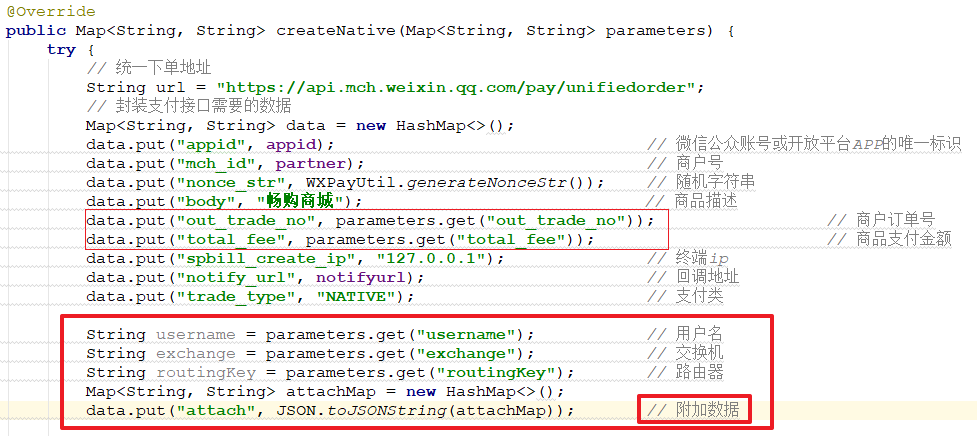 @Override
public Map<String, String> createNative(Map<String, String> parameters) {
try {
// 统一下单地址
String url = "https://api.mch.weixin.qq.com/pay/unifiedorder";
// 封装支付接口需要的数据
Map<String, String> data = new HashMap<>();
data.put("appid", appid); // 微信公众账号或开放平台APP的唯一标识
data.put("mch_id", partner); // 商户号
data.put("nonce_str", WXPayUtil.generateNonceStr()); // 随机字符串
data.put("body", "畅购商城"); // 商品描述
data.put("out_trade_no", parameters.get("out_trade_no")); // 商户订单号
data.put("total_fee", parameters.get("total_fee")); // 商品支付金额
data.put("spbill_create_ip", "127.0.0.1"); // 终端ip
data.put("notify_url", notifyurl); // 回调地址
data.put("trade_type", "NATIVE"); // 支付类
String username = parameters.get("username"); // 用户名
String exchange = parameters.get("exchange"); // 交换机
String routingKey = parameters.get("routingKey"); // 路由器
Map<String, String> attachMap = new HashMap<>();
data.put("attach", JSON.toJSONString(attachMap)); // 附加数据